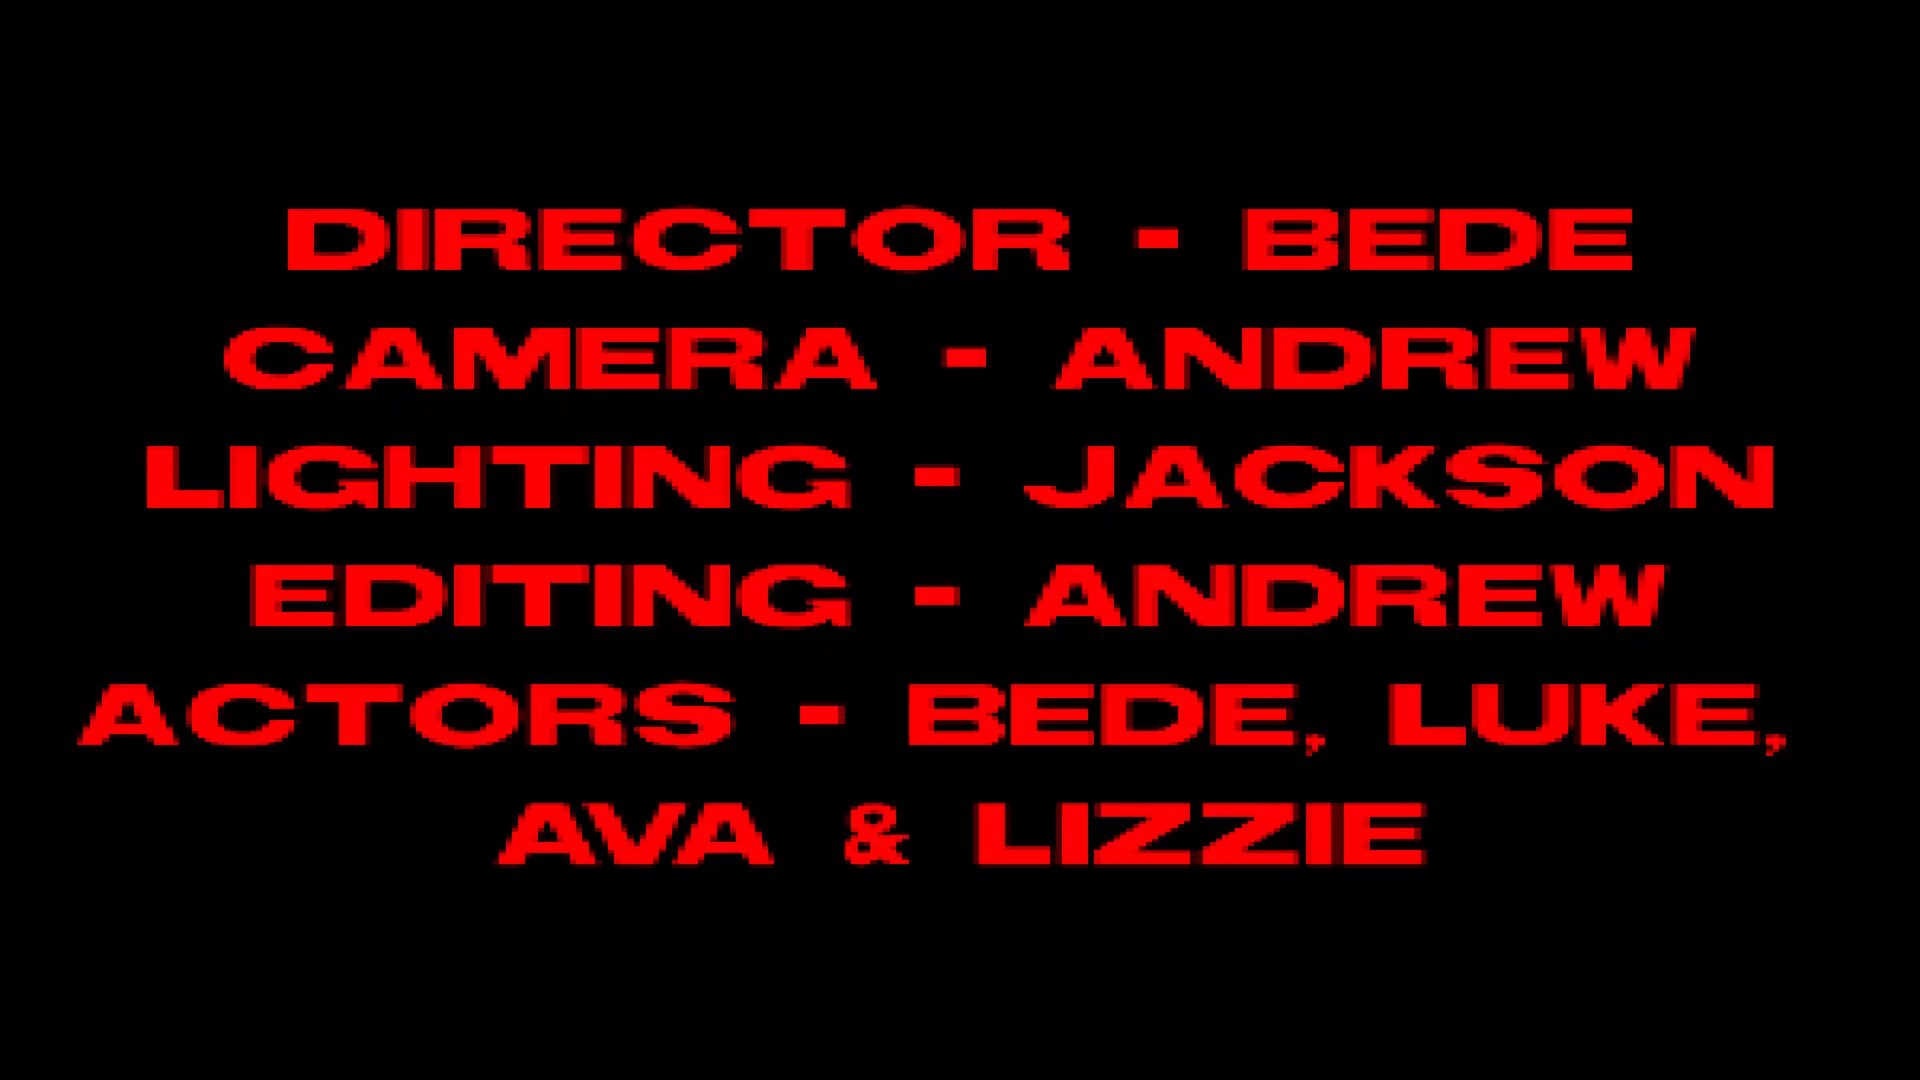 DIRECTOR - BEDE
CAMERA - ANDREW
LIGHTING - JACKSON
EDITING - ANDREW
ACTORS - BEDE, LUKE,
AVA & LIZZIE